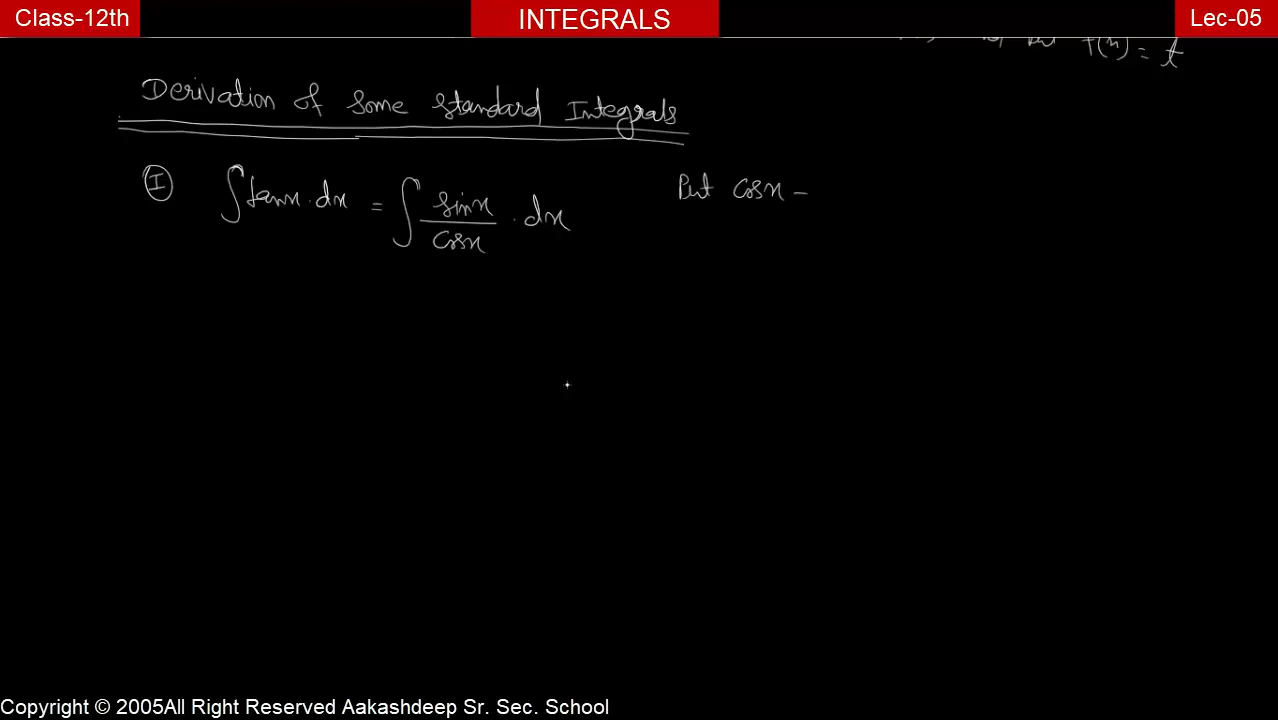 Class-12th
INTEGRALS
Lec-05
f(x) = t
Derivation of Some Standard Integrals
I ∫tanx.dx = ∫ sinx/cosx . dx
Put cosx -
Copyright © 2005All Right Reserved Aakashdeep Sr. Sec. School